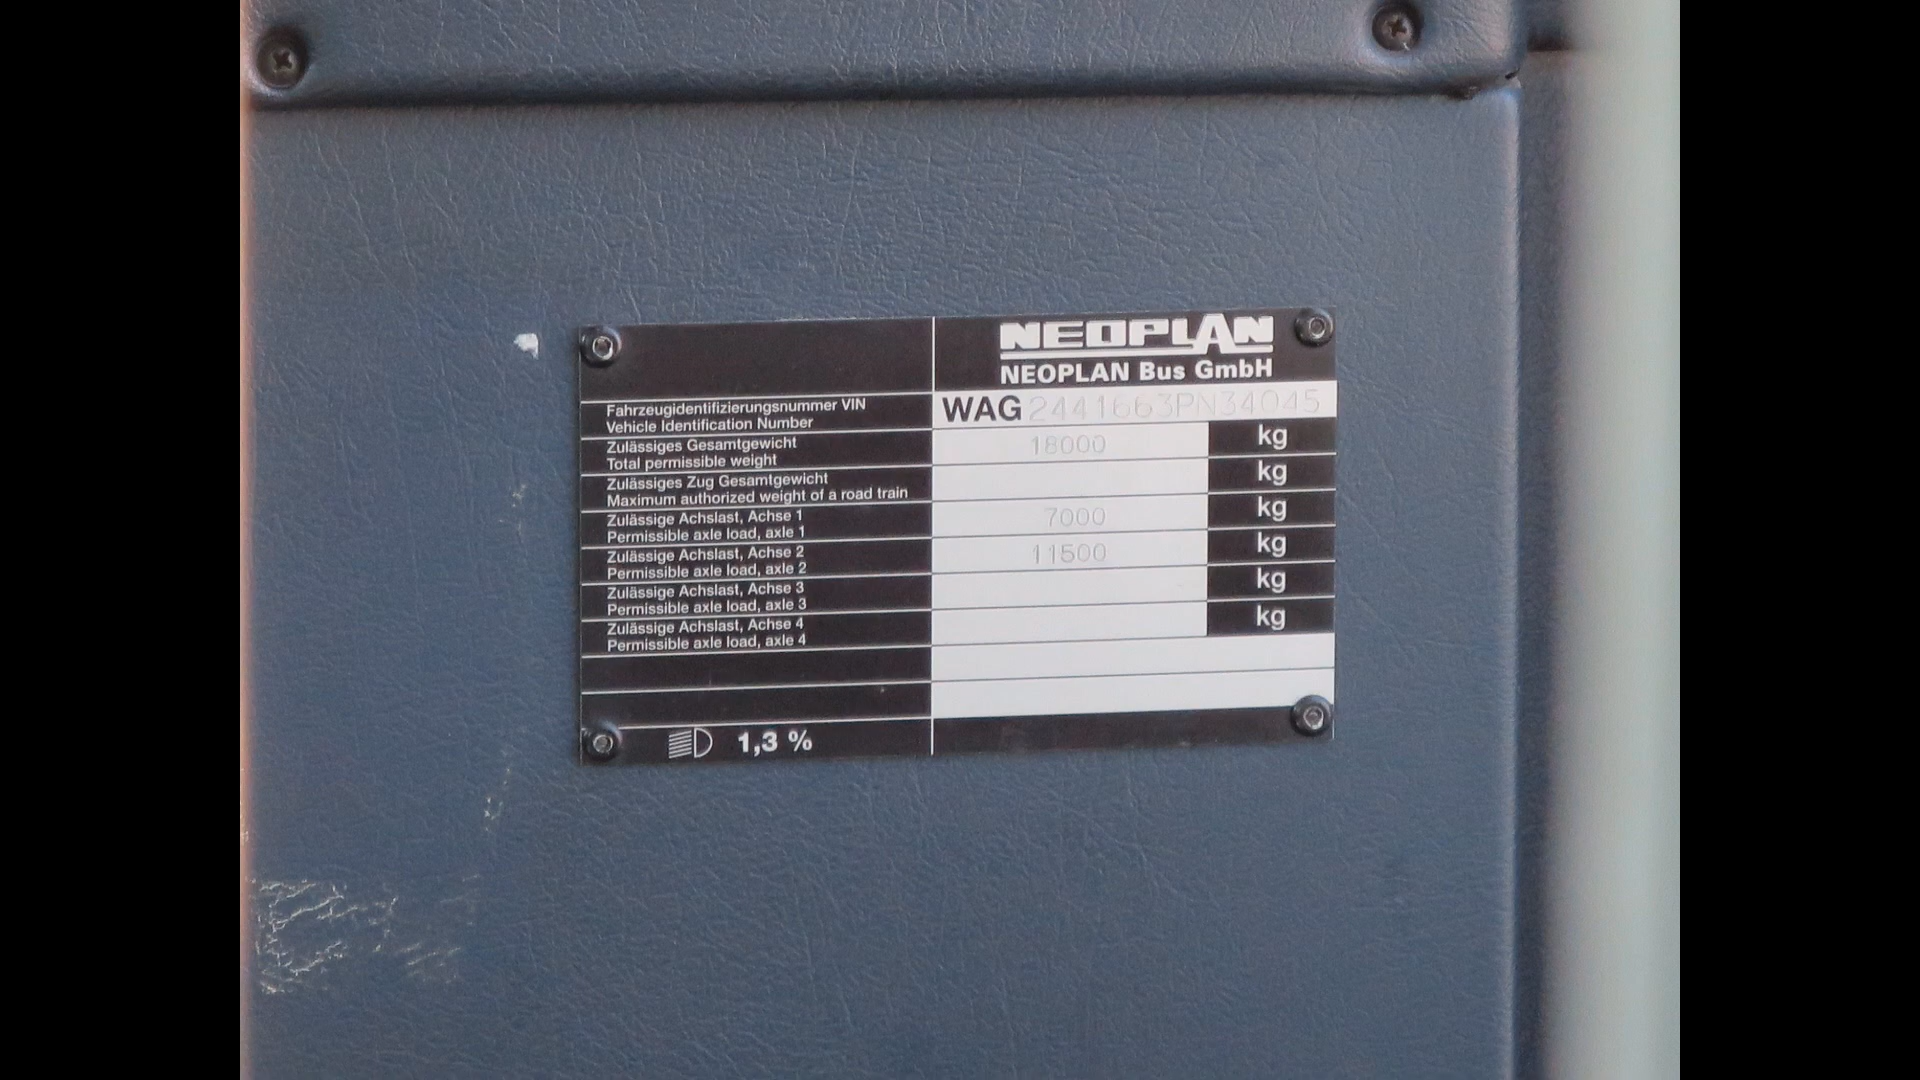 NEOPLAN
NEOPLAN Bus GmbH
Fahrzeugidentifizierungsnummer VIN
Vehicle Identification Number
WAG 2441663PN34045
Zulässiges Gesamtgewicht
Total permissible weight
18000 kg
Zulässiges Zug Gesamtgewicht
Maximum authorized weight of a road train
kg
Zulässige Achslast, Achse 1
Permissible axle load, axle 1
7000 kg
Zulässige Achslast, Achse 2
Permissible axle load, axle 2
11500 kg
Zulässige Achslast, Achse 3
Permissible axle load, axle 3
kg
Zulässige Achslast, Achse 4
Permissible axle load, axle 4
kg
1,3 %